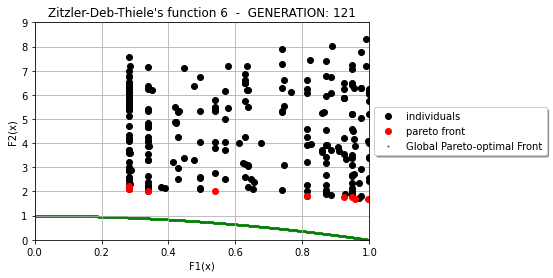 Zitzler-Deb-Thiele's function 6 - GENERATION: 121
9
8
7
6
5
4
3
2
1
0
F2(x)
0.0 0.2 0.4 0.6 0.8 1.0
F1(x)
individuals
pareto front
Global Pareto-optimal Front